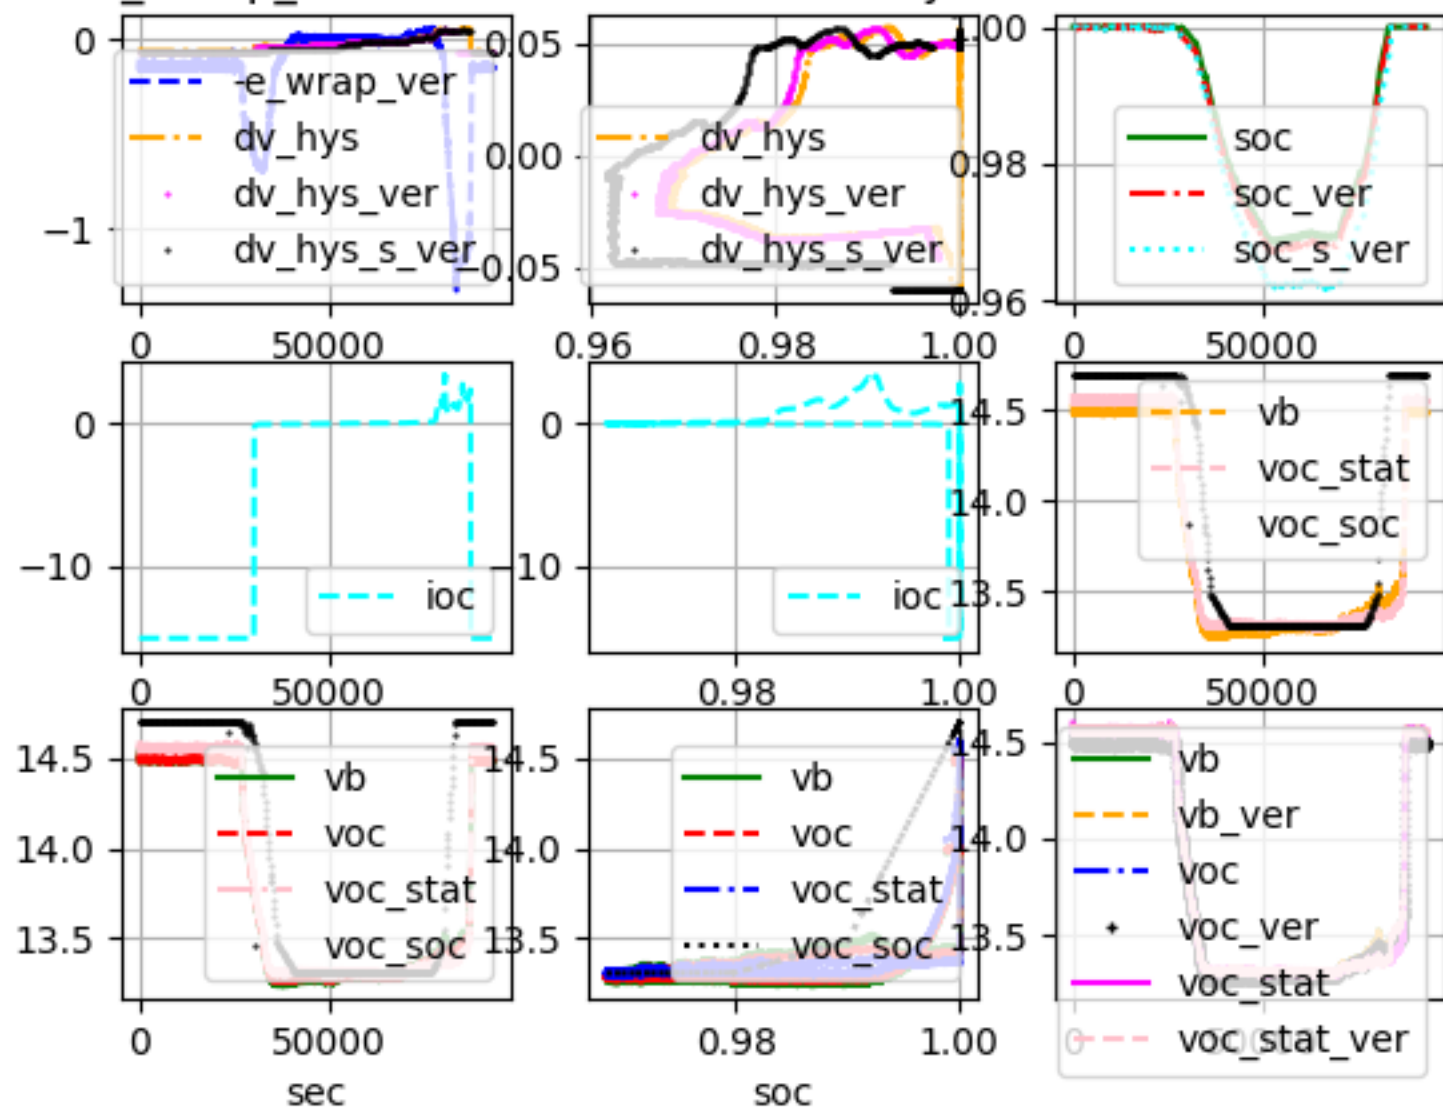 _wrap_ y
0
-1
-e_wrap_ver
dv_hys
dv_hys_ver
dv_hys_s_ver
0 50000
0.05
0.00
-0.05
dv_hys
dv_hys_ver
dv_hys_s_ver
0.96 0.98 1.00
1.00
0.98
0.96
soc
soc_ver
soc_s_ver
0 50000
0
−10
ioc
0 50000
0
−10
ioc
0.98 1.00
14.5
14.0
13.5
vb
voc_stat
voc_soc
0 50000
14.5
14.0
13.5
vb
voc
voc_stat
voc_soc
0 50000
sec
14.5
14.0
13.5
vb
voc
voc_stat
voc_soc
0.98 1.00
soc
14.5
14.0
13.5
vb
vb_ver
voc
voc_ver
voc_stat
voc_stat_ver
0 50000